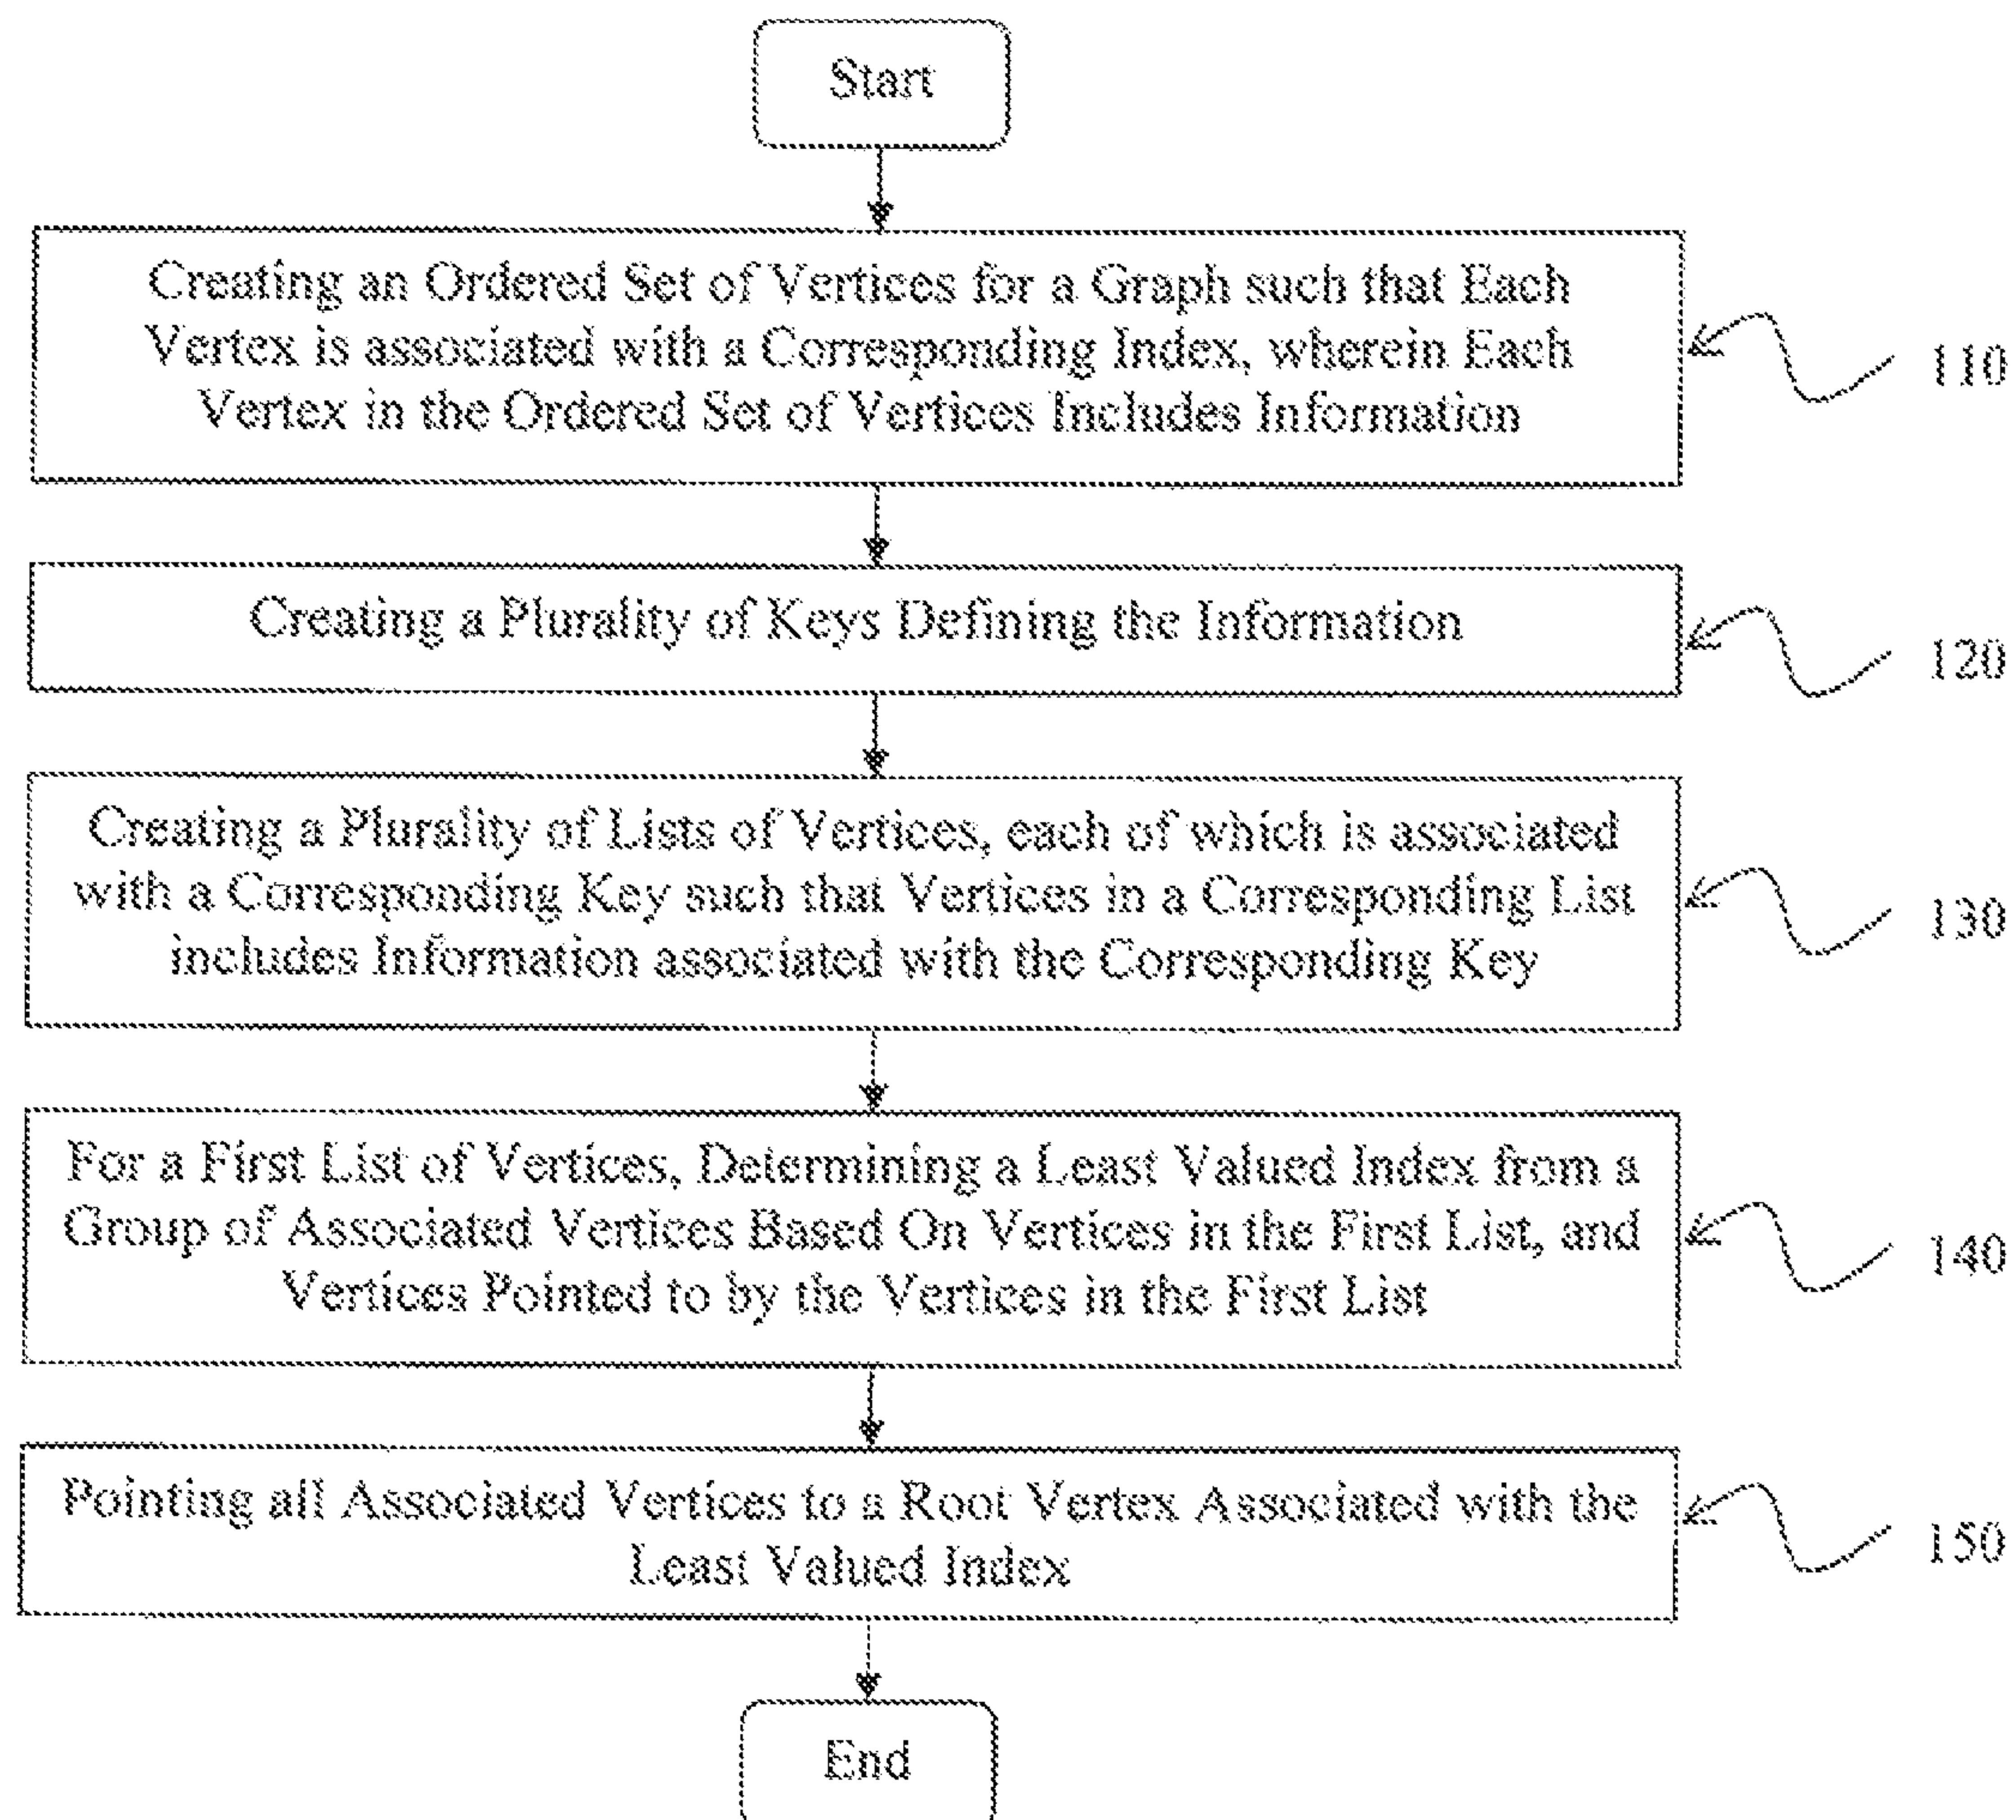 Start
Creating an Ordered Set of Vertices for a Graph such that Each
Vertex is associated with a Corresponding Index, wherein Each
Vertex in the Ordered Set of Vertices Includes Information
110
Creating a Plurality of Keys Defining the Information
120
Creating a Plurality of Lists of Vertices, each of which is associated
with a Corresponding Key such that Vertices in a Corresponding List
includes Information associated with the Corresponding Key
130
For a First List of Vertices, Determining a Least Valued Index from a
Group of Associated Vertices Based On Vertices in the First List, and
Vertices Pointed to by the Vertices in the First List
140
Pointing all Associated Vertices to a Root Vertex Associated with the
Least Valued Index
150
End